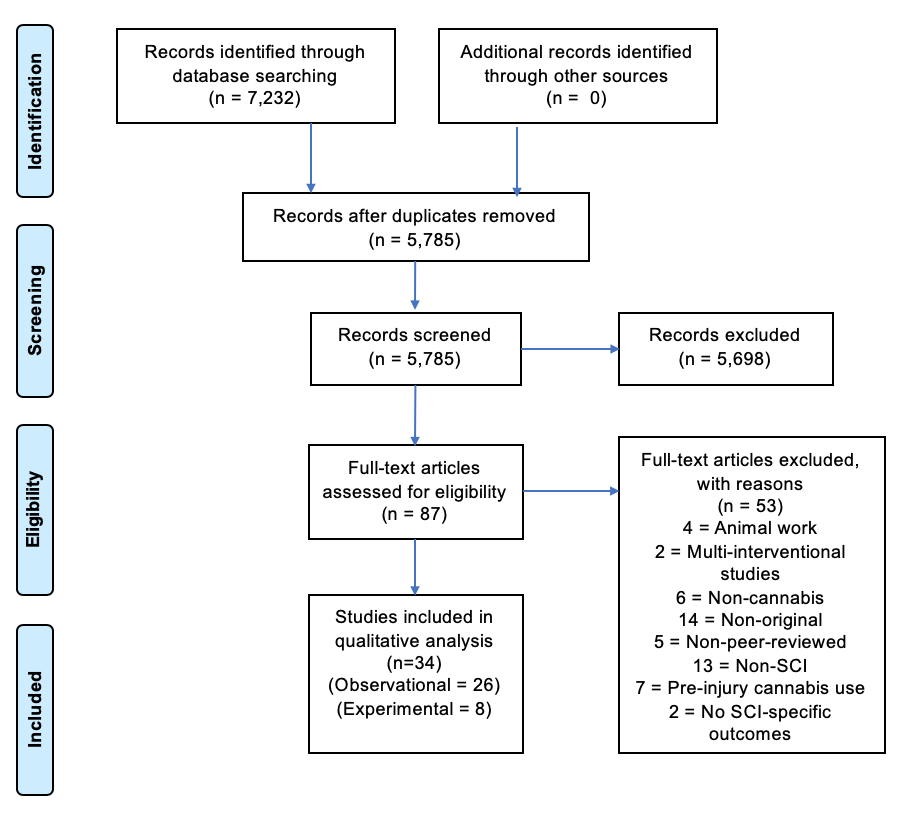 Identification
Records identified through
database searching
(n = 7,232)
Additional records identified
through other sources
(n = 0)
Records after duplicates removed
(n = 5,785)
Screening
Records screened
(n = 5,785)
Records excluded
(n = 5,698)
Eligibility
Full-text articles
assessed for eligibility
(n = 87)
Full-text articles excluded,
with reasons
(n = 53)
4 = Animal work
2 = Multi-interventional
studies
6 = Non-cannabis
14 = Non-original
5 = Non-peer-reviewed
13 = Non-SCI
7 = Pre-injury cannabis use
2 = No SCI-specific
outcomes
Included
Studies included in
qualitative analysis
(n=34)
(Observational = 26)
(Experimental = 8)